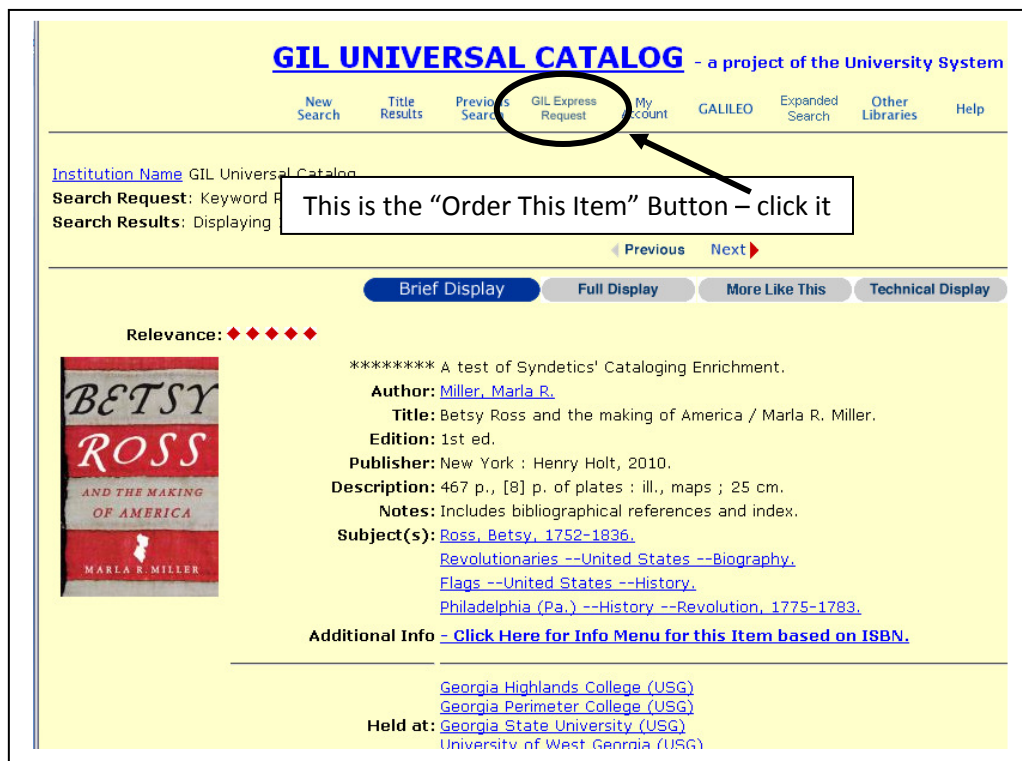 GIL UNIVERSAL CATALOG - a project of the University System
New Search Title Results Previous Search GIL Express Request My Account GALILEO Expanded Search Other Libraries Help
Institution Name GIL Universal Catalog
Search Request: Keyword
Search Results: Displaying
This is the “Order This Item” Button – click it
Previous Next
Brief Display Full Display More Like This Technical Display
Relevance:
******** A test of Syndetics' Cataloging Enrichment.
Author: Miller, Marla R.
Title: Betsy Ross and the making of America / Marla R. Miller.
Edition: 1st ed.
Publisher: New York : Henry Holt, 2010.
Description: 467 p., [8] p. of plates : ill., maps ; 25 cm.
Notes: Includes bibliographical references and index.
Subject(s): Ross, Betsy, 1752-1836.
Revolutionaries --United States --Biography.
Flags --United States --History.
Philadelphia (Pa.) --History --Revolution, 1775-1783.
Additional Info - Click Here for Info Menu for this Item based on ISBN.
BETSY
ROSS
AND THE MAKING
OF AMERICA
MARLA R. MILLER
Georgia Highlands College (USG)
Georgia Perimeter College (USG)
Held at: Georgia State University (USG)
University of West Georgia (USG)